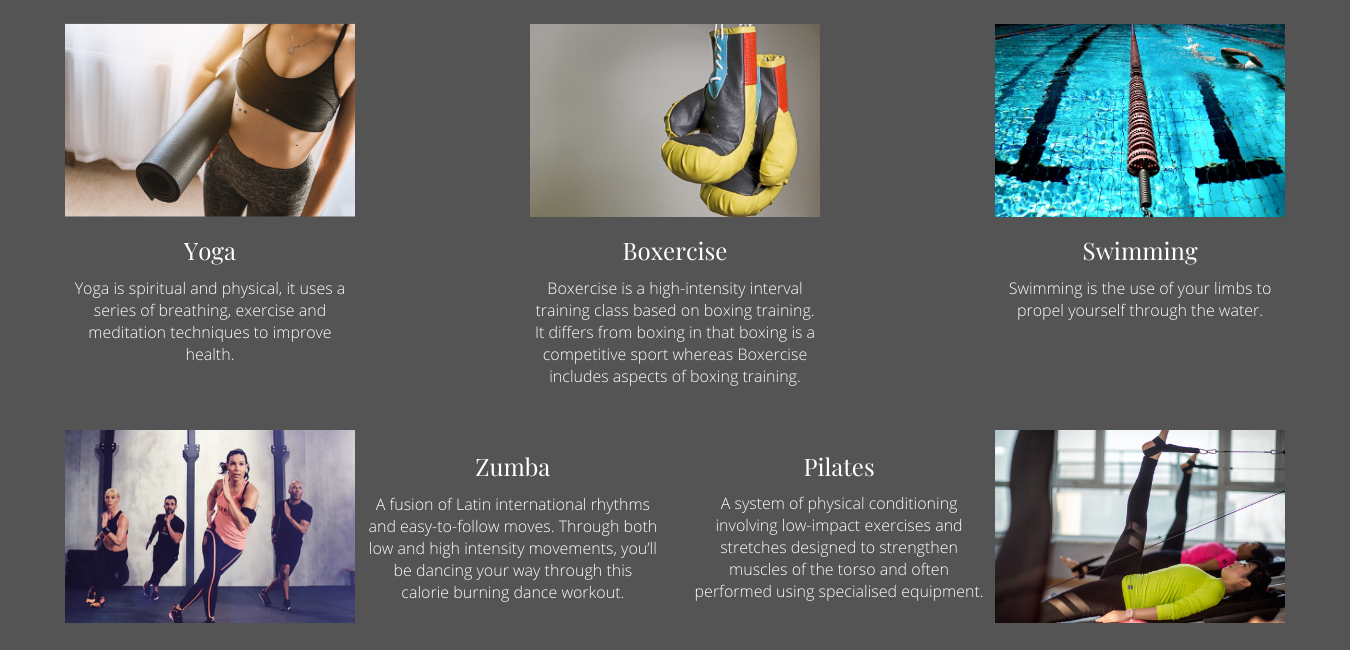 Yoga
Yoga is spiritual and physical, it uses a
series of breathing, exercise and
meditation techniques to improve
health.
Boxercise
Boxercise is a high-intensity interval
training class based on boxing training.
It differs from boxing in that boxing is a
competitive sport whereas Boxercise
includes aspects of boxing training.
Swimming
Swimming is the use of your limbs to
propel yourself through the water.
Zumba
A fusion of Latin international rhythms
and easy-to-follow moves. Through both
low and high intensity movements, you'll
be dancing your way through this
calorie burning dance workout.
Pilates
A system of physical conditioning
involving low-impact exercises and
stretches designed to strengthen
muscles of the torso and often
performed using specialised equipment.